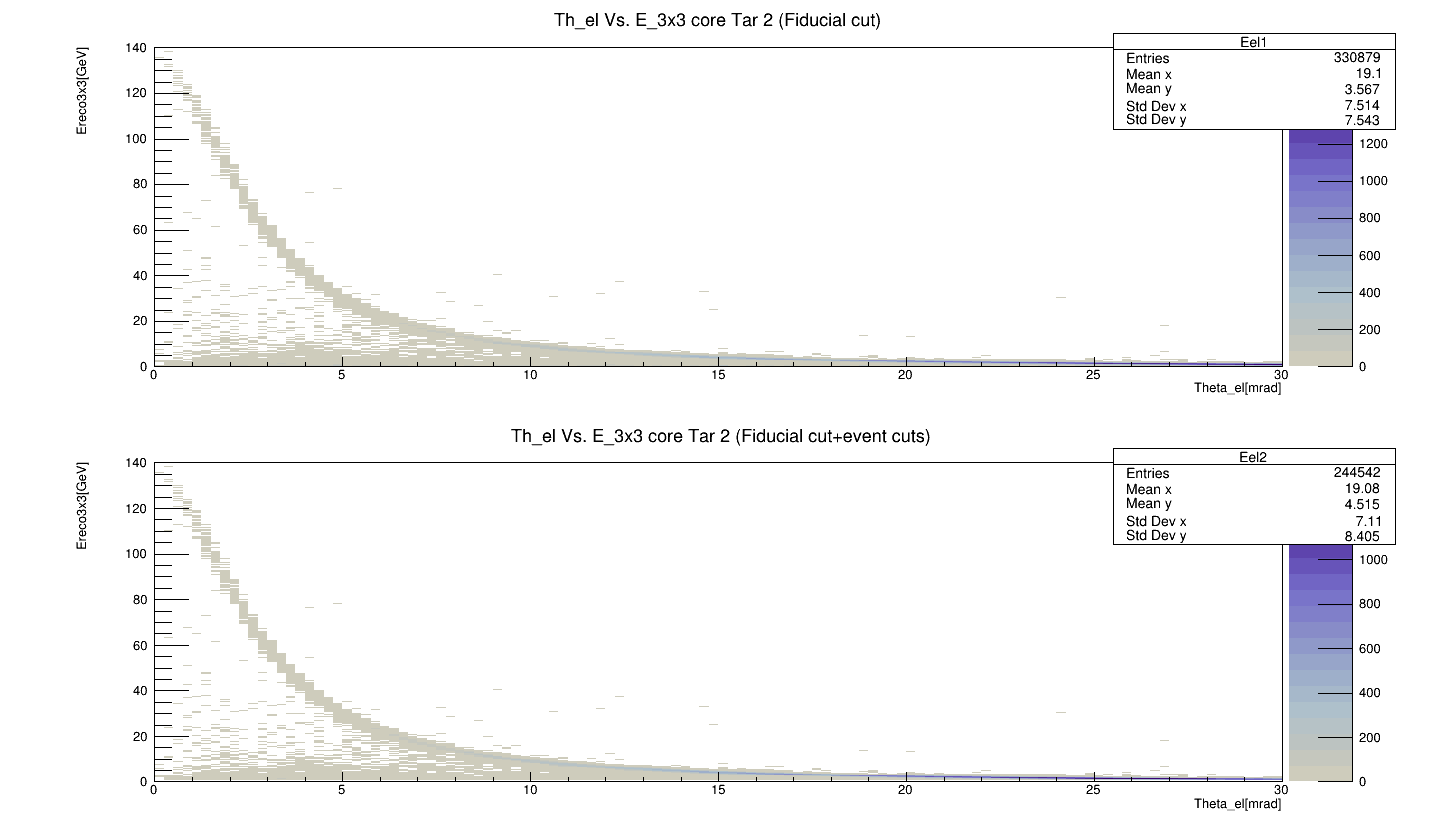 Th_el Vs. E_3x3 core Tar 2 (Fiducial cut)
Ereco3x3[GeV]
140
120
100
80
60
40
20
0
0 5 10 15 20 25 30
Theta_el[mrad]
Eel1
Entries 330879
Mean x 19.1
Mean y 3.567
Std Dev x 7.514
Std Dev y 7.543
1200
1000
800
600
400
200
0
Th_el Vs. E_3x3 core Tar 2 (Fiducial cut+event cuts)
Ereco3x3[GeV]
140
120
100
80
60
40
20
0
0 5 10 15 20 25 30
Theta_el[mrad]
Eel2
Entries 244542
Mean x 19.08
Mean y 4.515
Std Dev x 7.11
Std Dev y 8.405
1000
800
600
400
200
0